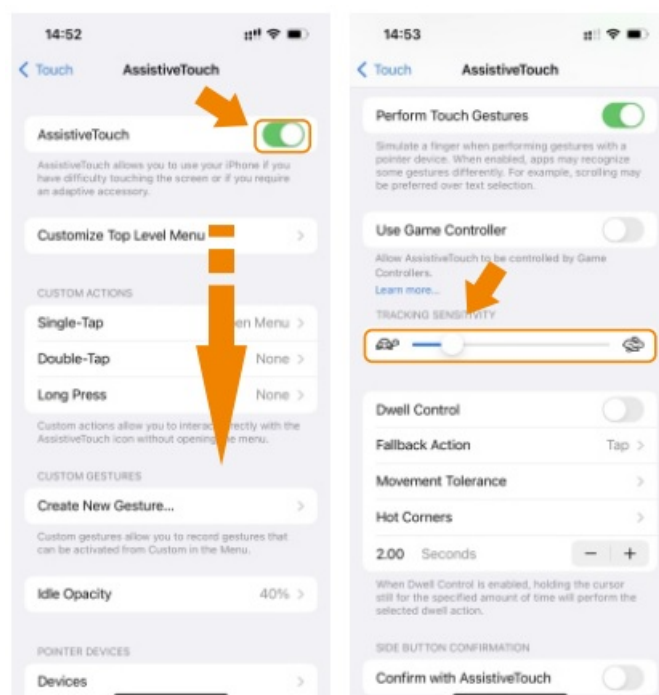 14:52
Touch
AssistiveTouch
AssistiveTouch
AssistiveTouch allows you to use your iPhone if you
have difficulty touching the screen or if you require
an adaptive accessory.
Customize Top Level Menu
CUSTOM ACTIONS
Single-Tap
en Menu
Double-Tap
None
Long Press
None
Custom actions allow you to interact directly with the
AssistiveTouch icon without opening the menu.
CUSTOM GESTURES
Create New Gesture...
Custom gestures allow you to record gestures that
can be activated from Custom in the Menu.
Idle Opacity
40%
POINTER DEVICES
Devices
14:53
Touch
AssistiveTouch
Perform Touch Gestures
Simulate a finger when performing gestures with a
pointer device. When enabled, apps may recognize
some gestures differently. For example, scrolling may
be preferred over text selection.
Use Game Controller
Allow AssistiveTouch to be controlled by Game
Controllers.
Learn more...
TRACKING SENSITIVITY
Dwell Control
Fallback Action
Tap
Movement Tolerance
Hot Corners
2.00 Seconds
- +
When Dwell Control is enabled, holding the cursor
still for the specified amount of time will perform the
selected dwell action.
SIDE BUTTON CONFIRMATION
Confirm with AssistiveTouch